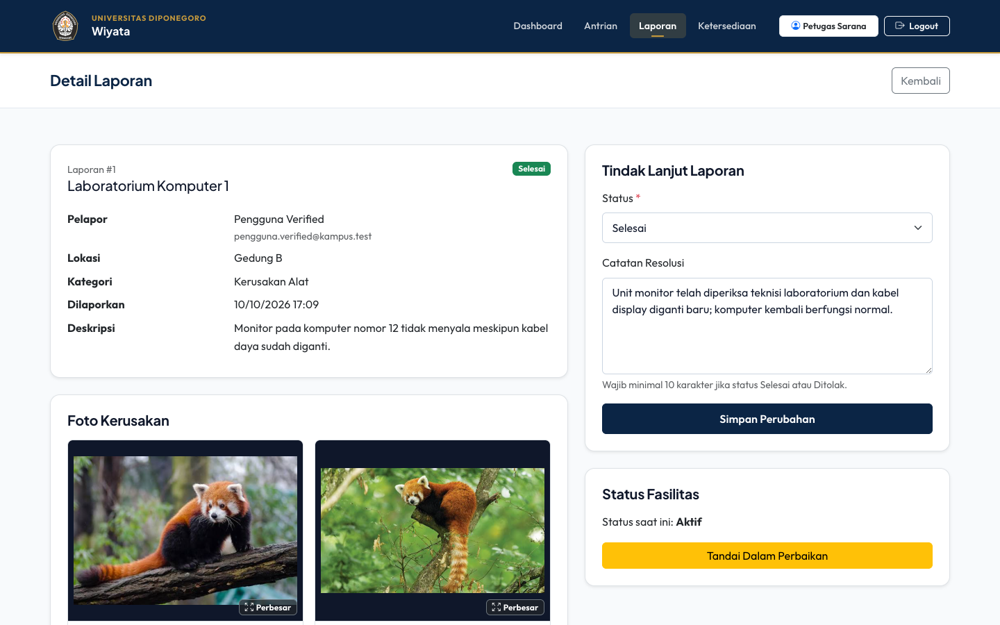 UNIVERSITAS DIPONEGORO
Wiyata
Dashboard
Antrian
Laporan
Ketersediaan
Petugas Sarana
Logout
Detail Laporan
Kembali
Laporan #1
Selesai
Laboratorium Komputer 1
Pelapor
Pengguna Verified
pengguna.verified@kampus.test
Lokasi
Gedung B
Kategori
Kerusakan Alat
Dilaporkan
10/10/2026 17:09
Deskripsi
Monitor pada komputer nomor 12 tidak menyala meskipun kabel
daya sudah diganti.
Foto Kerusakan
Perbesar
Perbesar
Tindak Lanjut Laporan
Status *
Selesai
Catatan Resolusi
Unit monitor telah diperiksa teknisi laboratorium dan kabel
display diganti baru; komputer kembali berfungsi normal.
Wajib minimal 10 karakter jika status Selesai atau Ditolak.
Simpan Perubahan
Status Fasilitas
Status saat ini: Aktif
Tandai Dalam Perbaikan